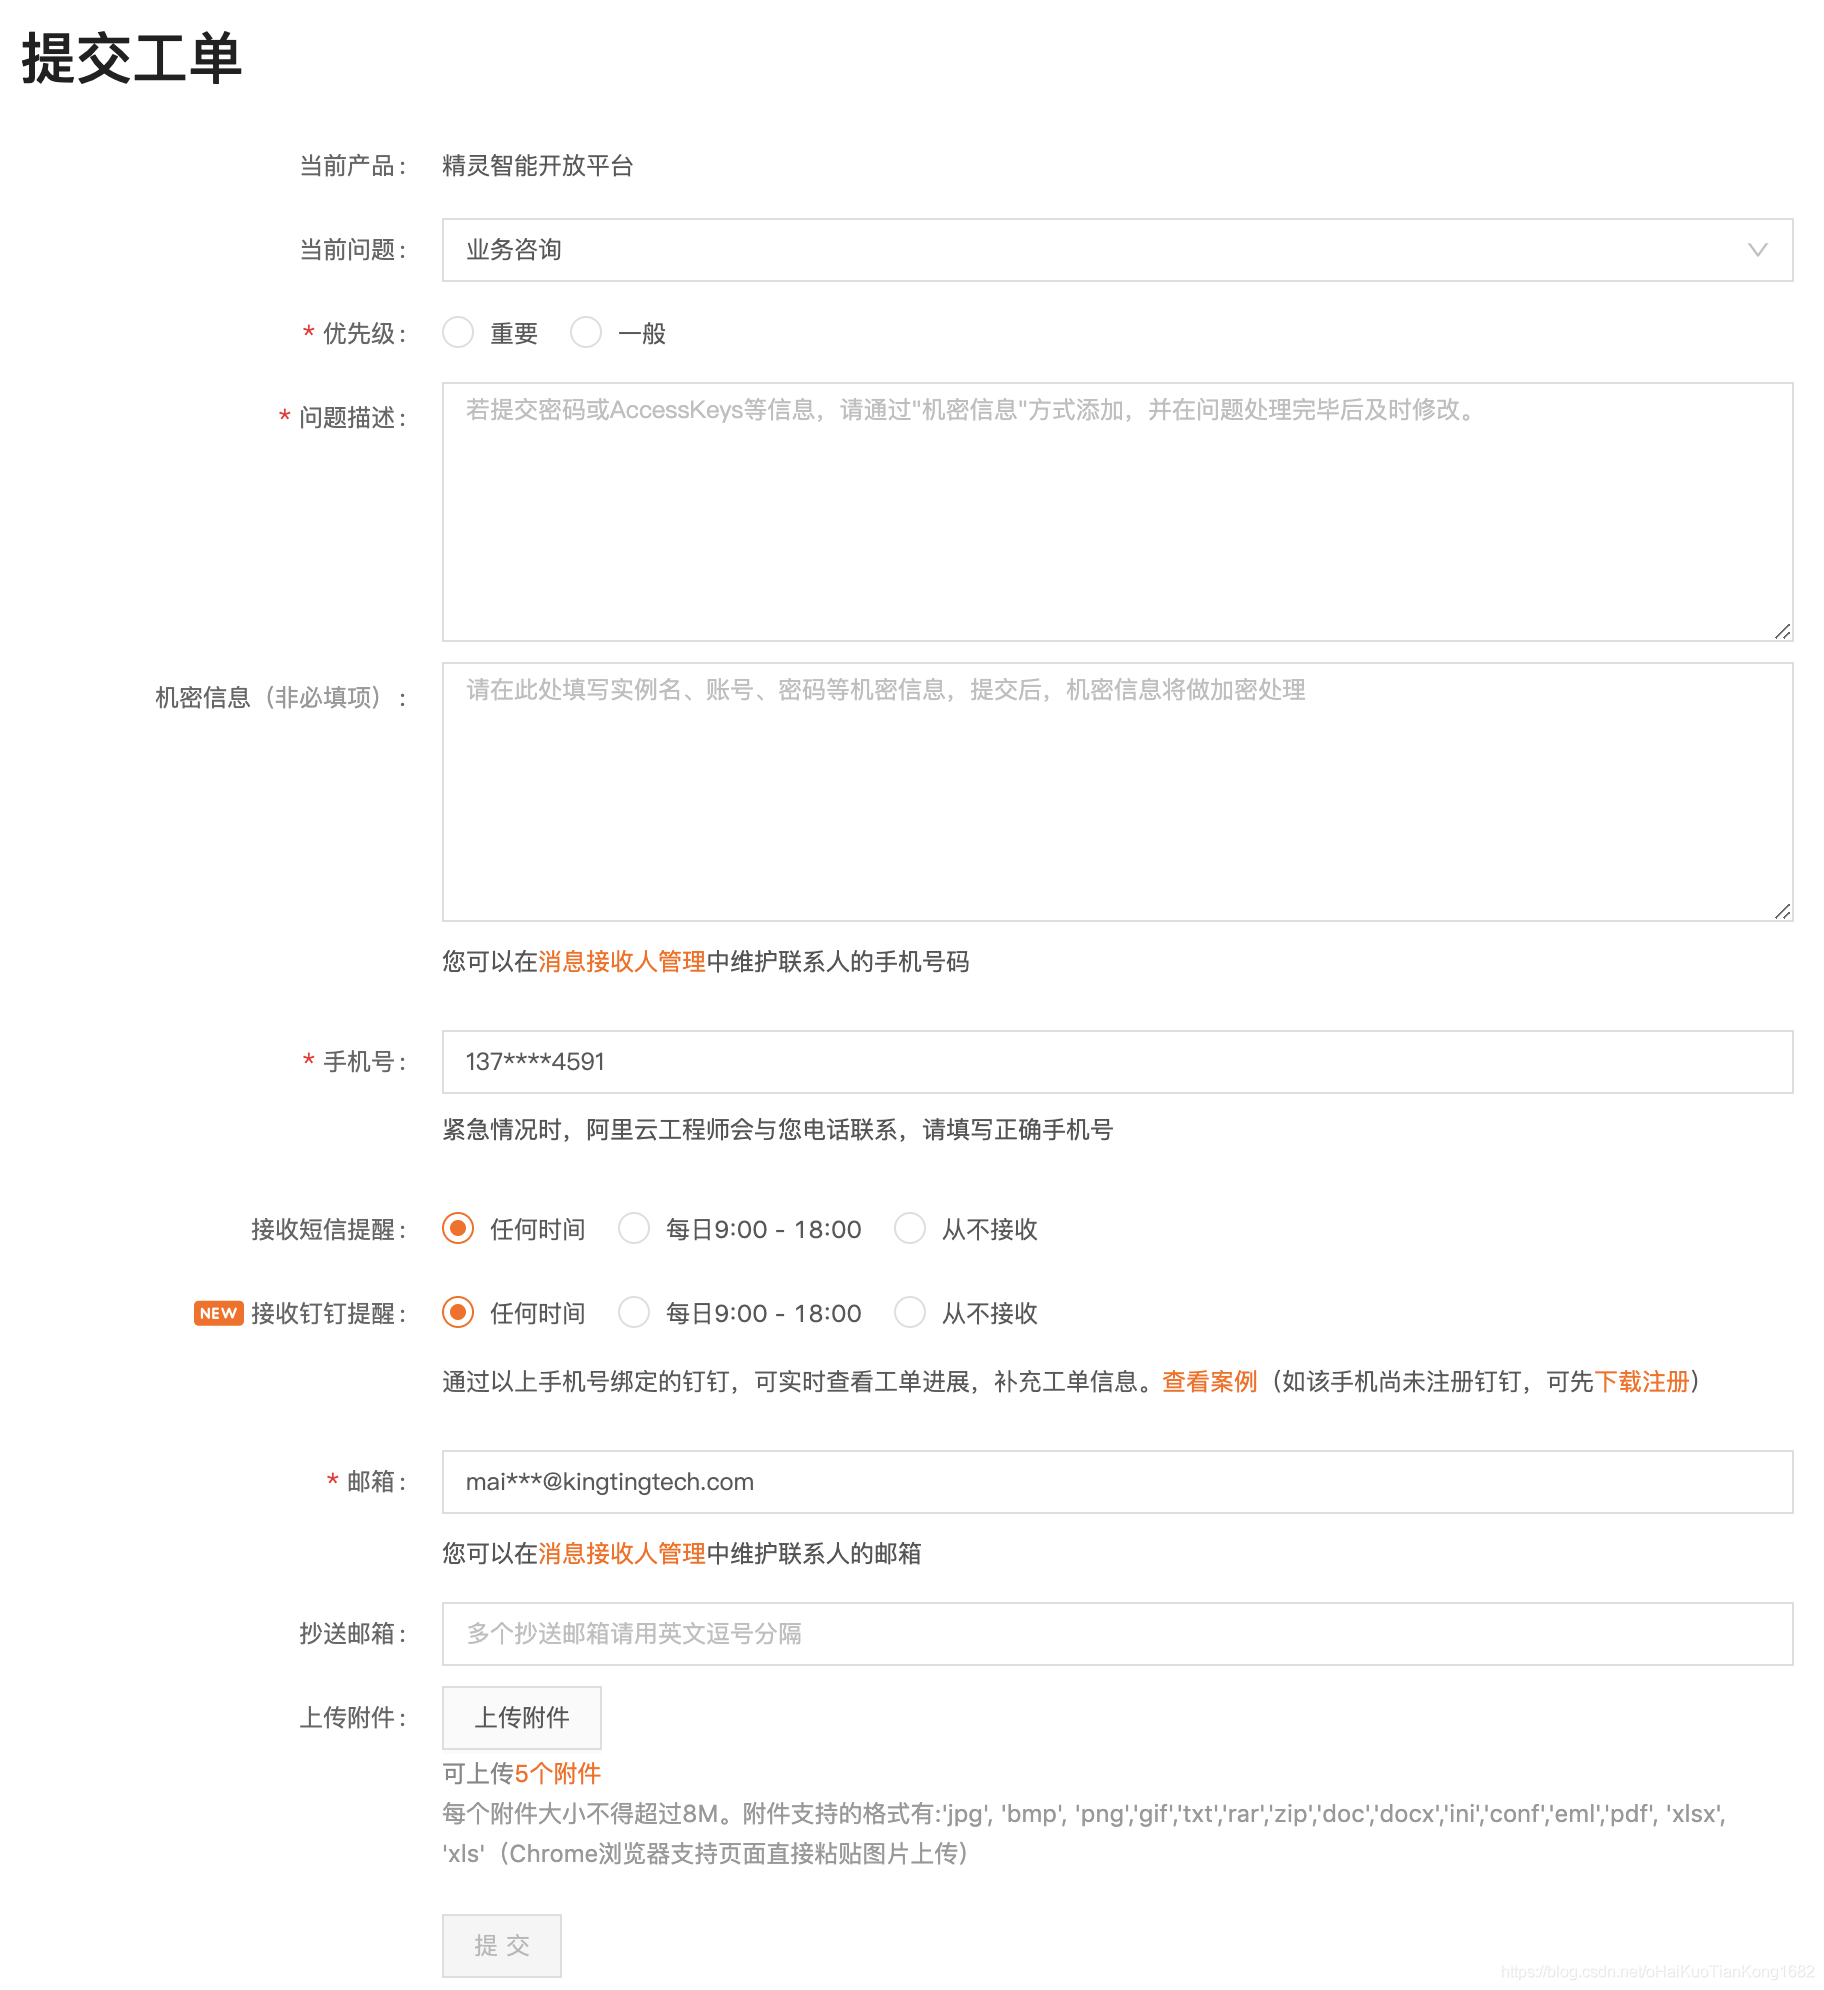 提交工单
当前产品： 精灵智能开放平台
当前问题： 业务咨询
* 优先级： 重要 一般
* 问题描述： 若提交密码或AccessKeys等信息，请通过"机密信息"方式添加，并在问题处理完毕后及时修改。
机密信息（非必填项）： 请在此处填写实例名、账号、密码等机密信息，提交后，机密信息将做加密处理
您可以在消息接收人管理中维护联系人的手机号码
* 手机号： 137****4591
紧急情况时，阿里云工程师会与您电话联系，请填写正确手机号
接收短信提醒： 任何时间 每日9:00 - 18:00 从不接收
NEW 接收钉钉提醒： 任何时间 每日9:00 - 18:00 从不接收
通过以上手机号绑定的钉钉，可实时查看工单进展，补充工单信息。查看案例（如该手机尚未注册钉钉，可先下载注册）
* 邮箱： mai***@kingtingtech.com
您可以在消息接收人管理中维护联系人的邮箱
抄送邮箱： 多个抄送邮箱请用英文逗号分隔
上传附件： 上传附件
可上传5个附件
每个附件大小不得超过8M。附件支持的格式有:'jpg', 'bmp', 'png','gif','txt','rar','zip','doc','docx','ini','conf','eml','pdf', 'xlsx',
'xls'（Chrome浏览器支持页面直接粘贴图片上传）
提 交
https://blog.csdn.net/oHaiKuoTianKong1682